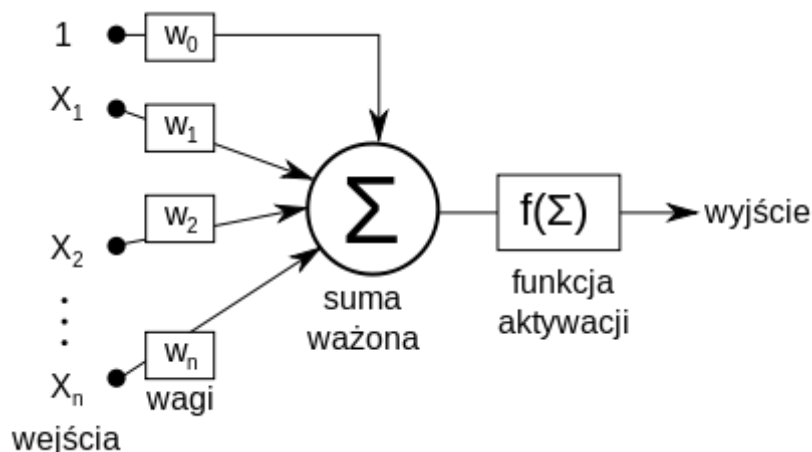 1
w₀
X₁
w₁
X₂
w₂
⋮
Xₙ
wₙ
wejścia
wagi
Σ
suma
ważona
f(Σ)
funkcja
aktywacji
wyjście